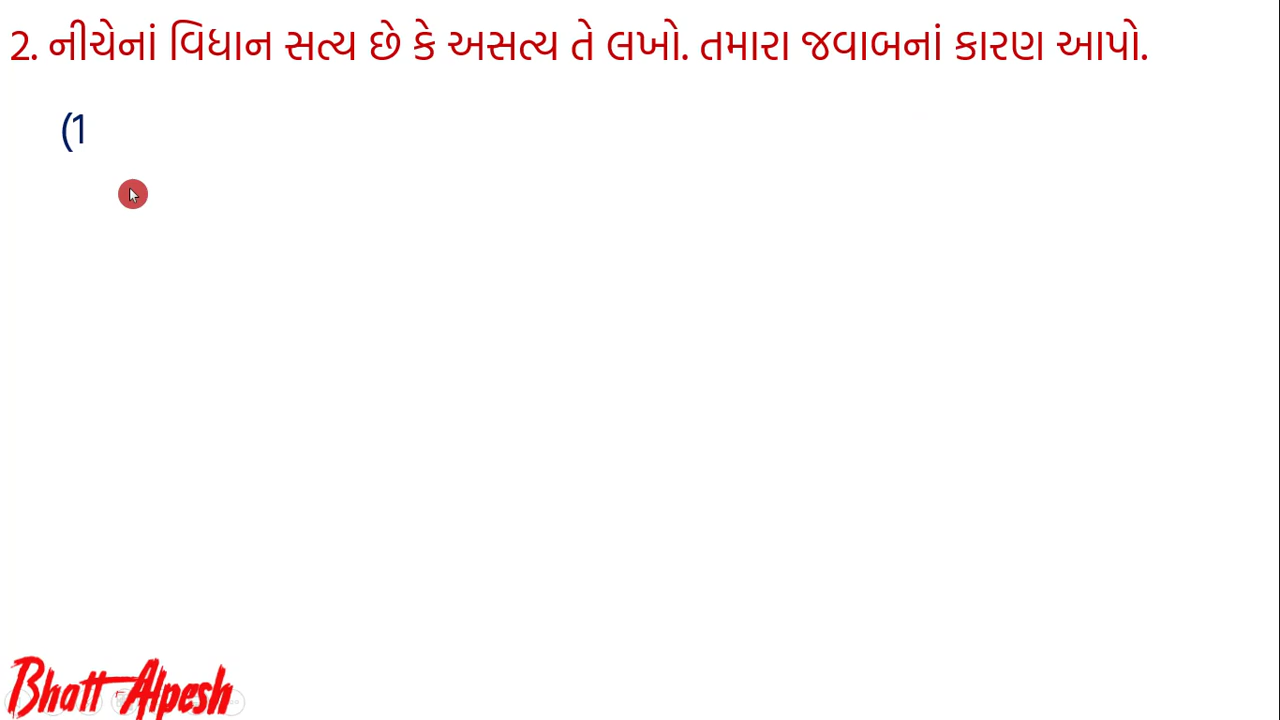 2. નીચેનાં વિધાન સત્ય છે કે અસત્ય તે લખો. તમારા જવાબનાં કારણ આપો.
(1
Bhatt Alpesh